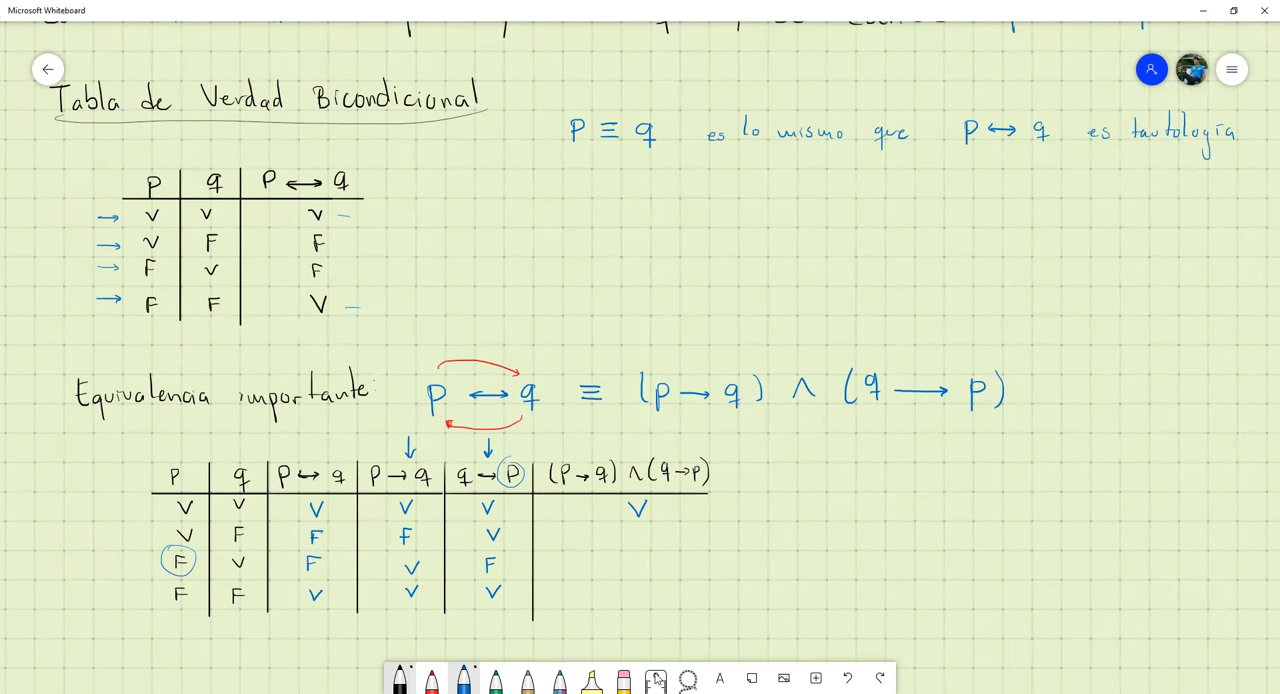 Microsoft Whiteboard
Tabla de Verdad Bicondicional
p ≡ q es lo mismo que p ↔ q es tautología
p q p ↔ q
→ V V V –
→ V F F
→ F V F
→ F F V –
Equivalencia importante: p ↔ q ≡ (p → q) ∧ (q → p)
↓ ↓
p q p ↔ q p → q q → p (p → q) ∧ (q → p)
V V V V V V
V F F F V
F V F V F
F F V V V
A